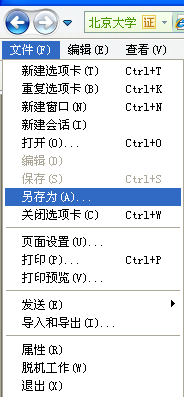 北京大学 证
文件(F) 编辑(E) 查看(V)
新建选项卡(T) Ctrl+T
重复选项卡(B) Ctrl+K
新建窗口(N) Ctrl+N
新建会话(I)
打开(O)... Ctrl+O
编辑(D)
保存(S) Ctrl+S
另存为(A)...
关闭选项卡(C) Ctrl+W
页面设置(U)...
打印(P)... Ctrl+P
打印预览(V)...
发送(E)
导入和导出(I)...
属性(R)
脱机工作(W)
退出(X)